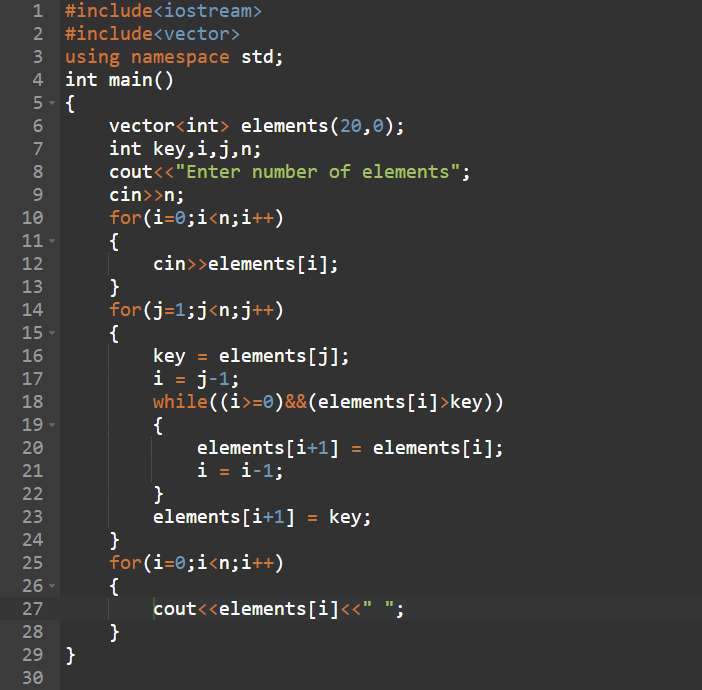 1 #include<iostream>
2 #include<vector>
3 using namespace std;
4 int main()
5 {
6     vector<int> elements(20,0);
7     int key,i,j,n;
8     cout<<"Enter number of elements";
9     cin>>n;
10     for(i=0;i<n;i++)
11     {
12         cin>>elements[i];
13     }
14     for(j=1;j<n;j++)
15     {
16         key = elements[j];
17         i = j-1;
18         while((i>=0)&&(elements[i]>key))
19         {
20             elements[i+1] = elements[i];
21             i = i-1;
22         }
23         elements[i+1] = key;
24     }
25     for(i=0;i<n;i++)
26     {
27         cout<<elements[i]<<" ";
28     }
29 }
30